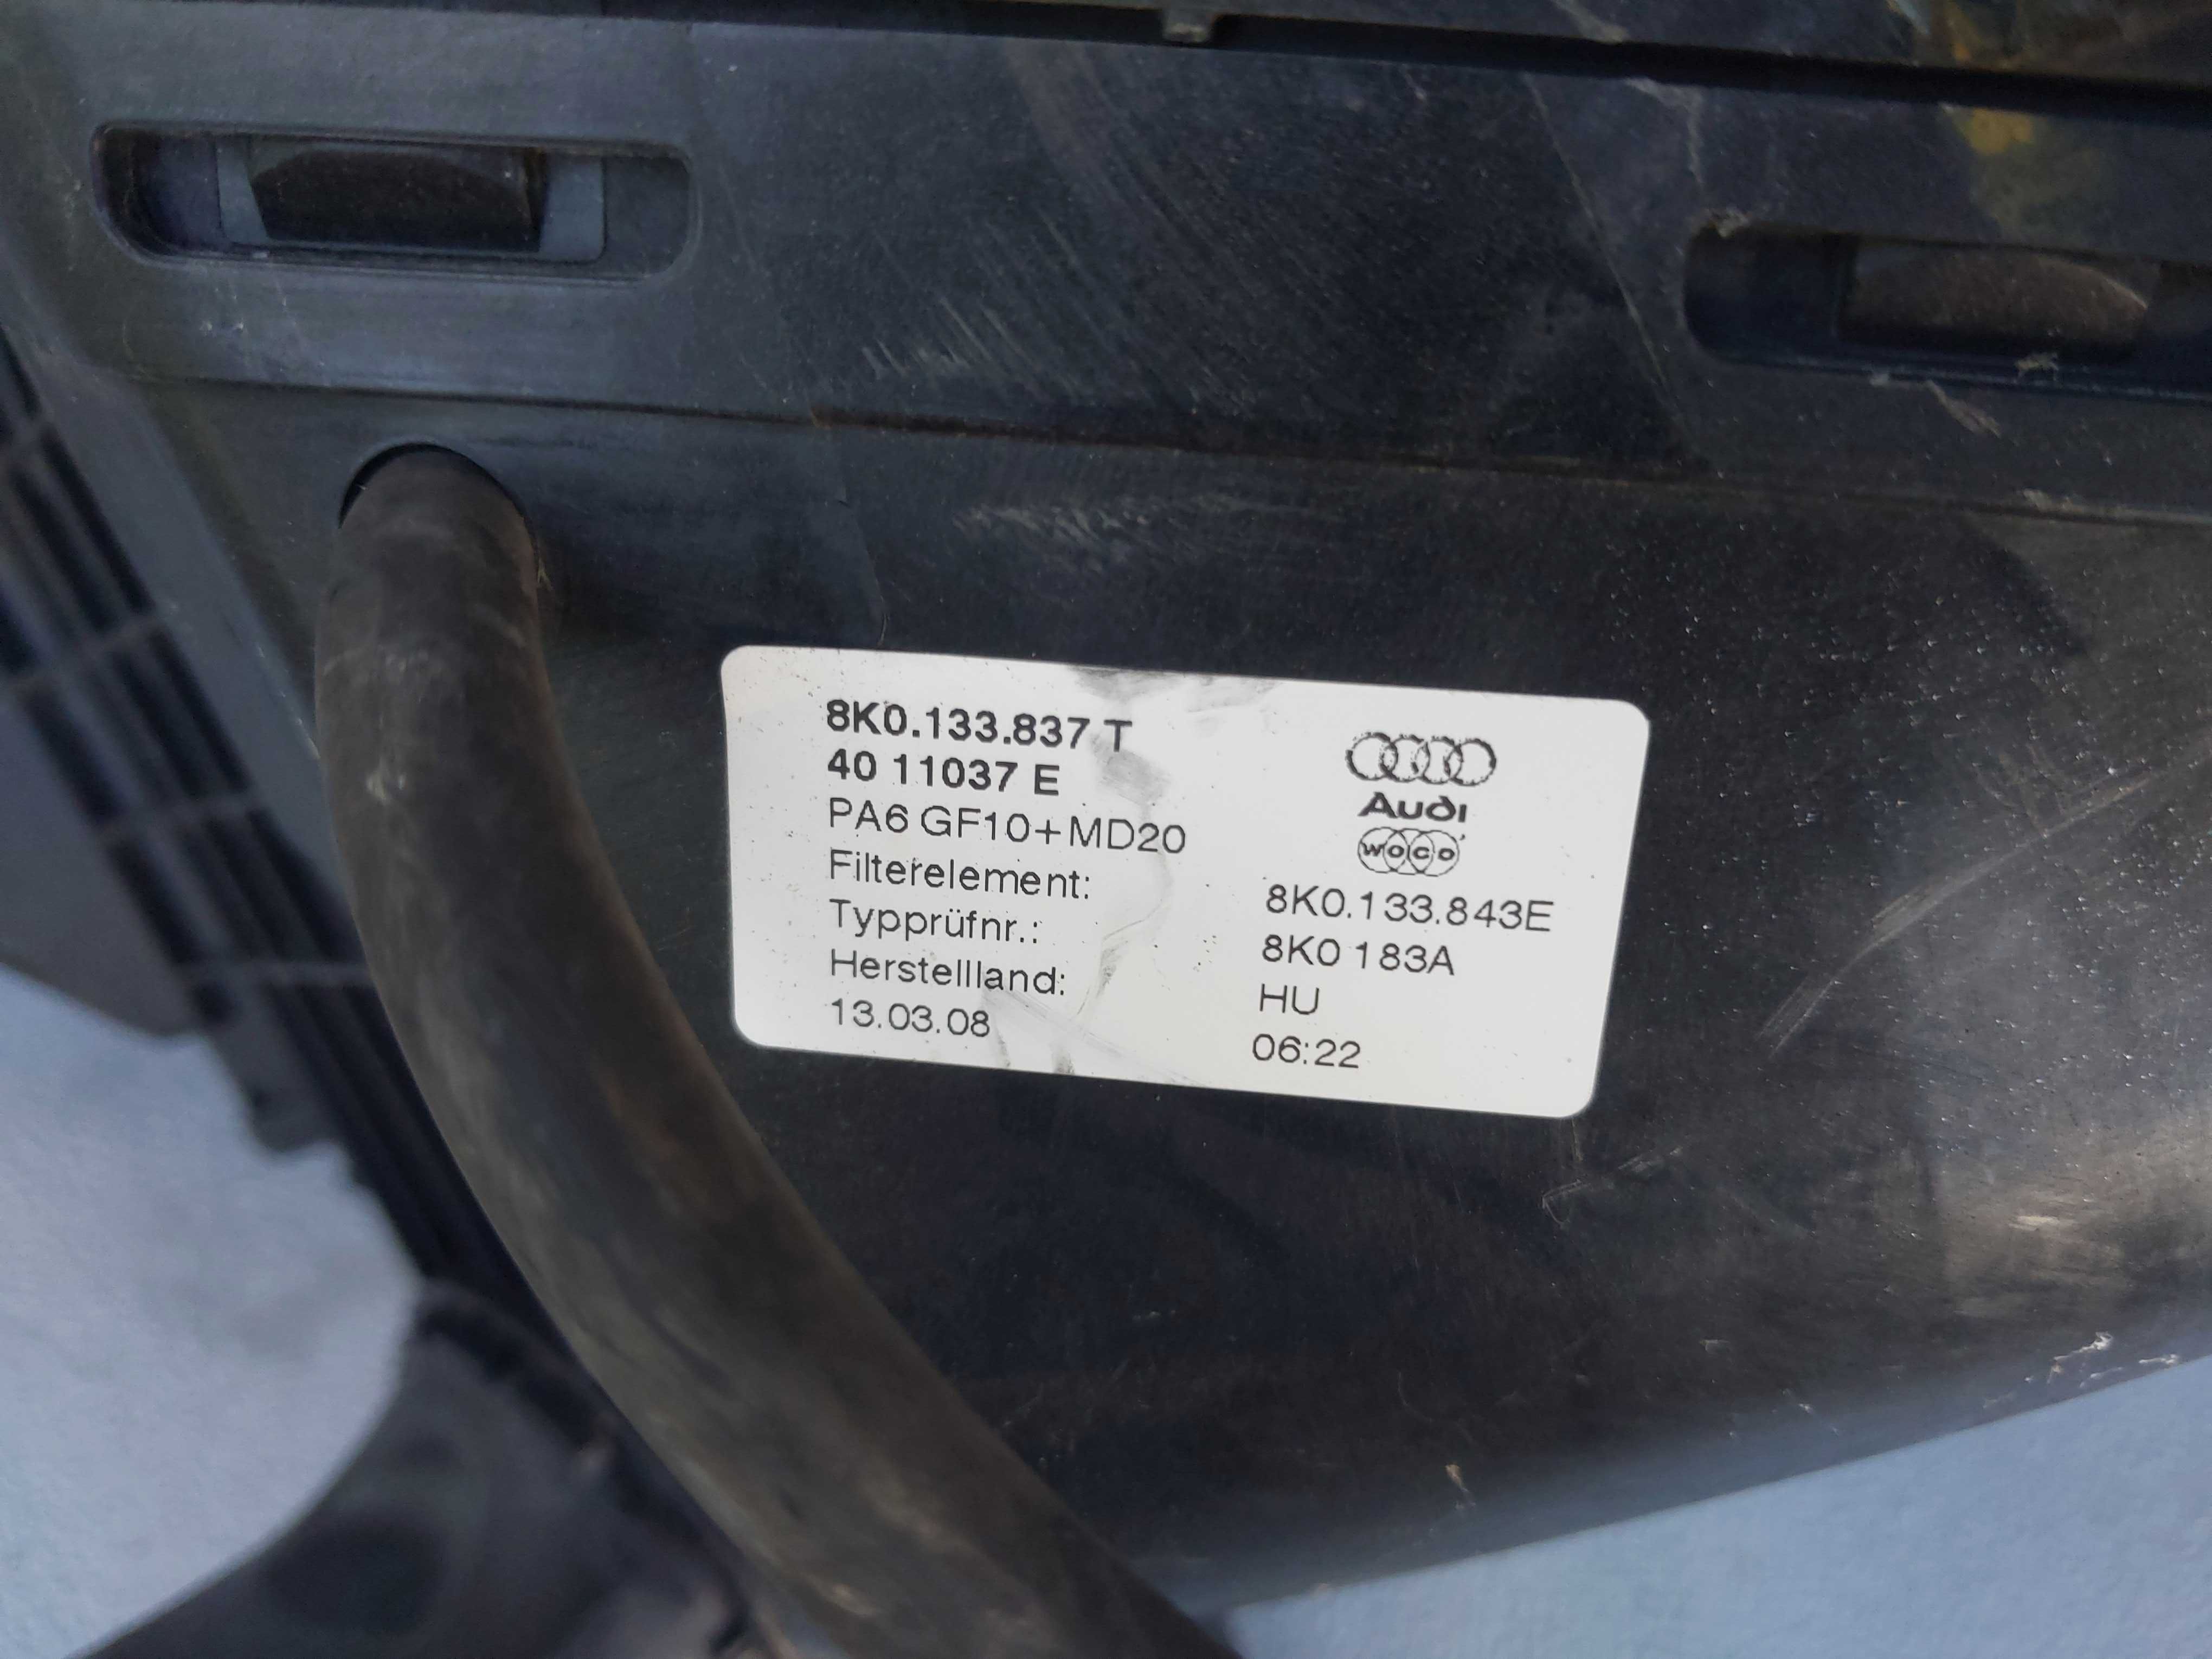 8K0.133.837 T
40 11037 E
PA6 GF10+MD20
Audi
woco
Filterelement: 8K0.133.843E
Typprüfnr.: 8K0 183A
Herstellland: HU
13.03.08 06:22